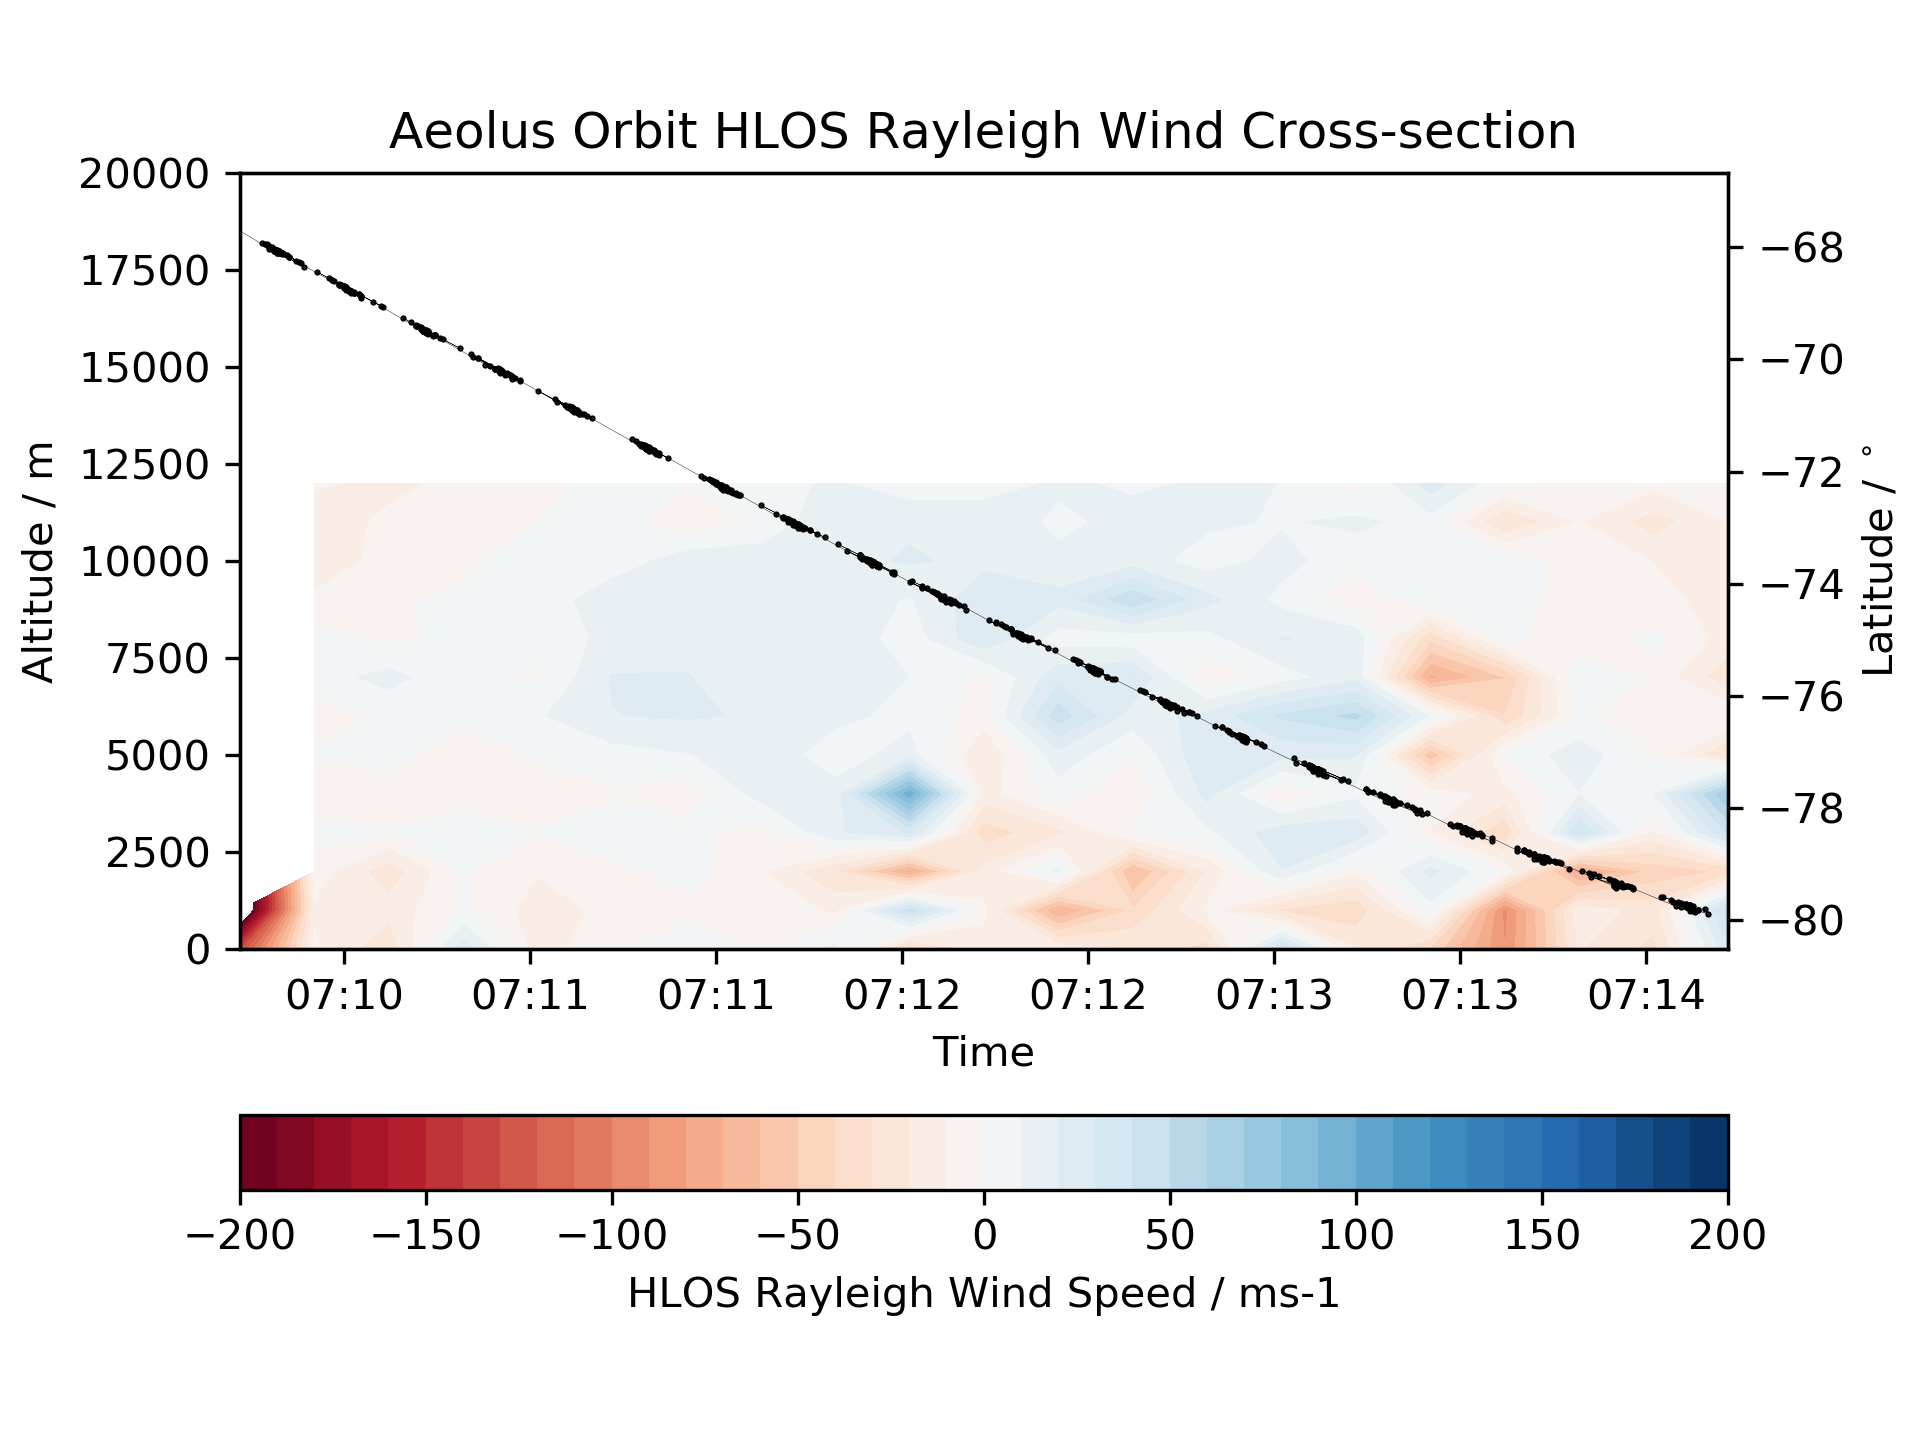 Aeolus Orbit HLOS Rayleigh Wind Cross-section
20000
17500
15000
12500
10000
7500
5000
2500
0
Altitude / m
−68
−70
−72
−74
−76
−78
−80
Latitude / °
07:10 07:11 07:11 07:12 07:12 07:13 07:13 07:14
Time
−200 −150 −100 −50 0 50 100 150 200
HLOS Rayleigh Wind Speed / ms-1